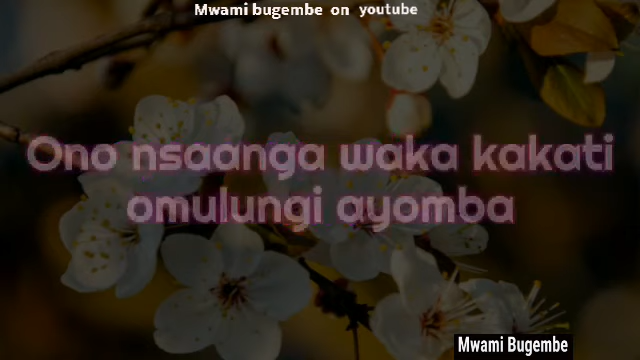 Mwami bugembe on youtube
Ono nsaanga waka kakati
omulungi ayomba
Mwami Bugembe